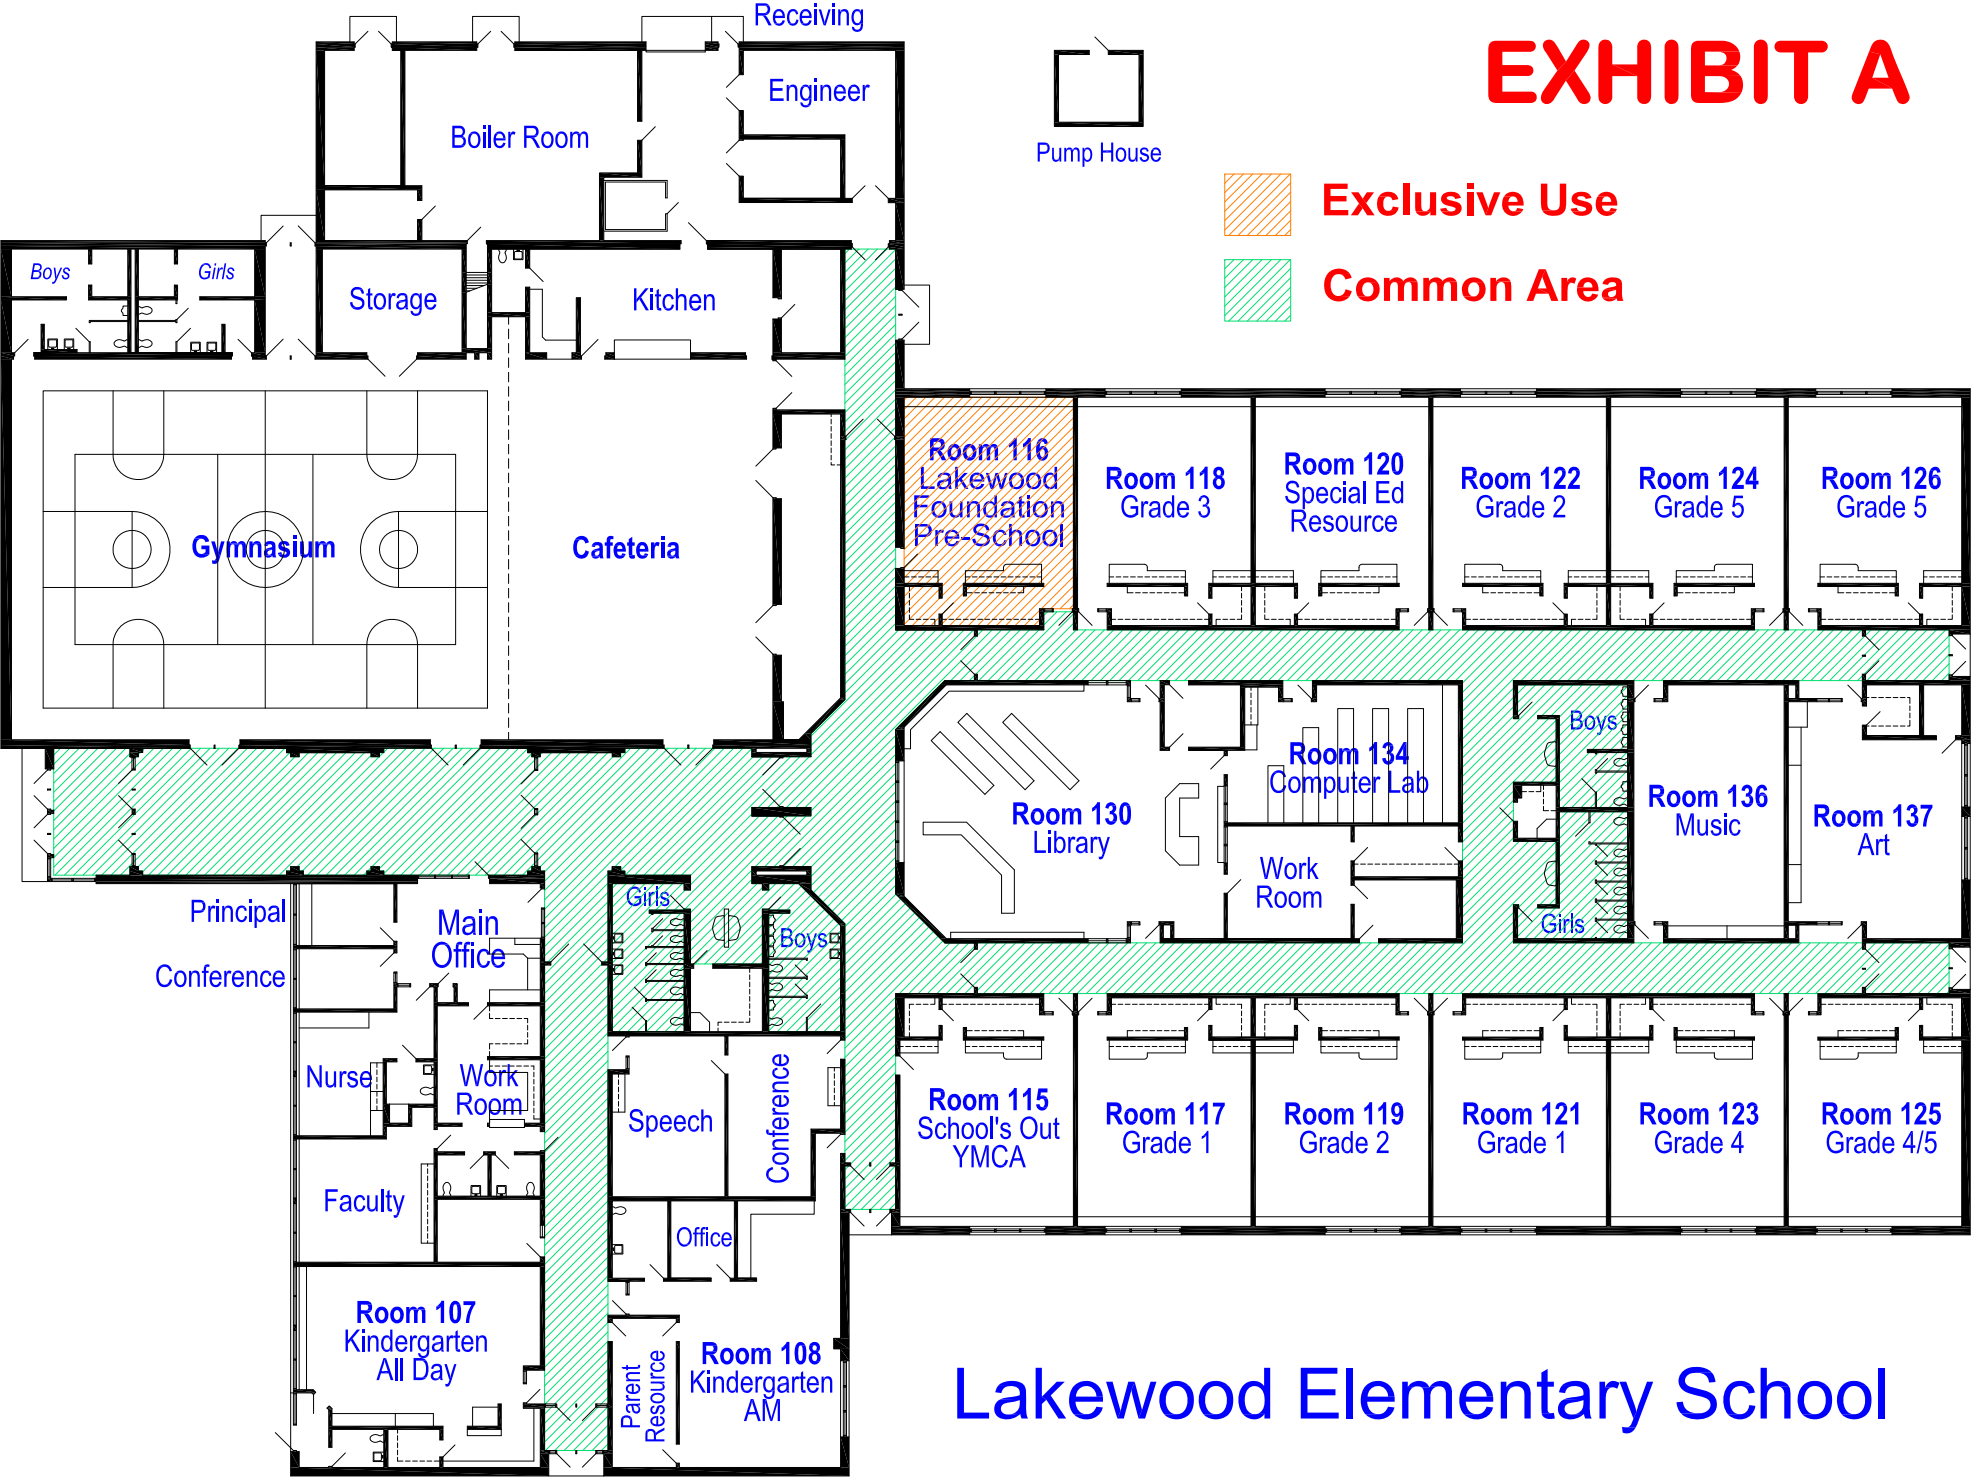 Receiving
EXHIBIT A
Engineer
Boiler Room
Pump House
Exclusive Use
Common Area
Boys
Girls
Storage
Kitchen
Gymnasium
Cafeteria
Room 116
Lakewood
Foundation
Pre-School
Room 118
Grade 3
Room 120
Special Ed
Resource
Room 122
Grade 2
Room 124
Grade 5
Room 126
Grade 5
Boys
Room 134
Computer Lab
Room 130
Library
Work
Room
Room 136
Music
Room 137
Art
Girls
Principal
Main
Office
Conference
Girls
Boys
Nurse
Work
Room
Speech
Conference
Faculty
Office
Room 115
School's Out
YMCA
Room 117
Grade 1
Room 119
Grade 2
Room 121
Grade 1
Room 123
Grade 4
Room 125
Grade 4/5
Room 107
Kindergarten
All Day
Parent
Resource
Room 108
Kindergarten
AM
Lakewood Elementary School